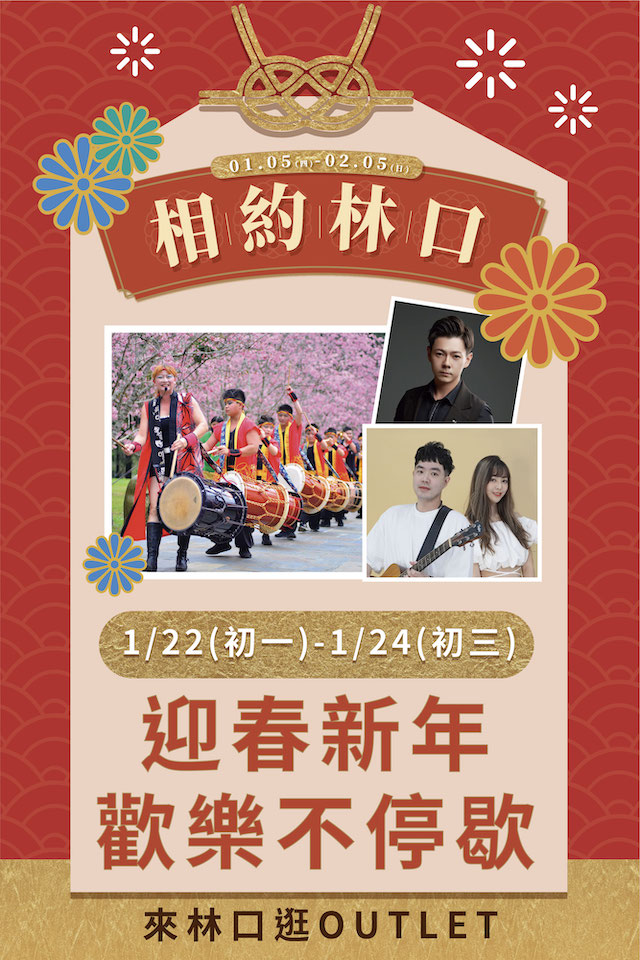 01.05(四)-02.05(日)
相約林口
1/22(初一)-1/24(初三)
迎春新年
歡樂不停歇
來林口逛OUTLET